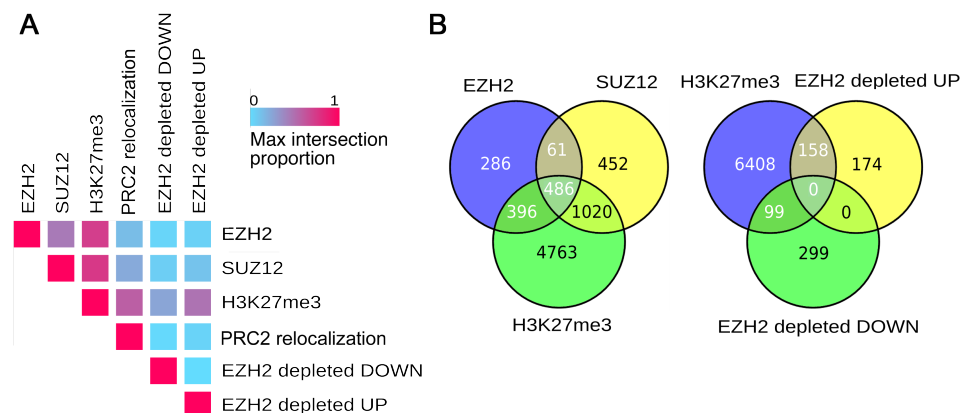 A
B
EZH2
SUZ12
H3K27me3
PRC2 relocalization
EZH2 depleted DOWN
EZH2 depleted UP
0 1
Max intersection
proportion
EZH2
SUZ12
H3K27me3
PRC2 relocalization
EZH2 depleted DOWN
EZH2 depleted UP
EZH2
SUZ12
286
61
452
486
396
1020
4763
H3K27me3
H3K27me3
EZH2 depleted UP
6408
158
174
0
99
0
299
EZH2 depleted DOWN